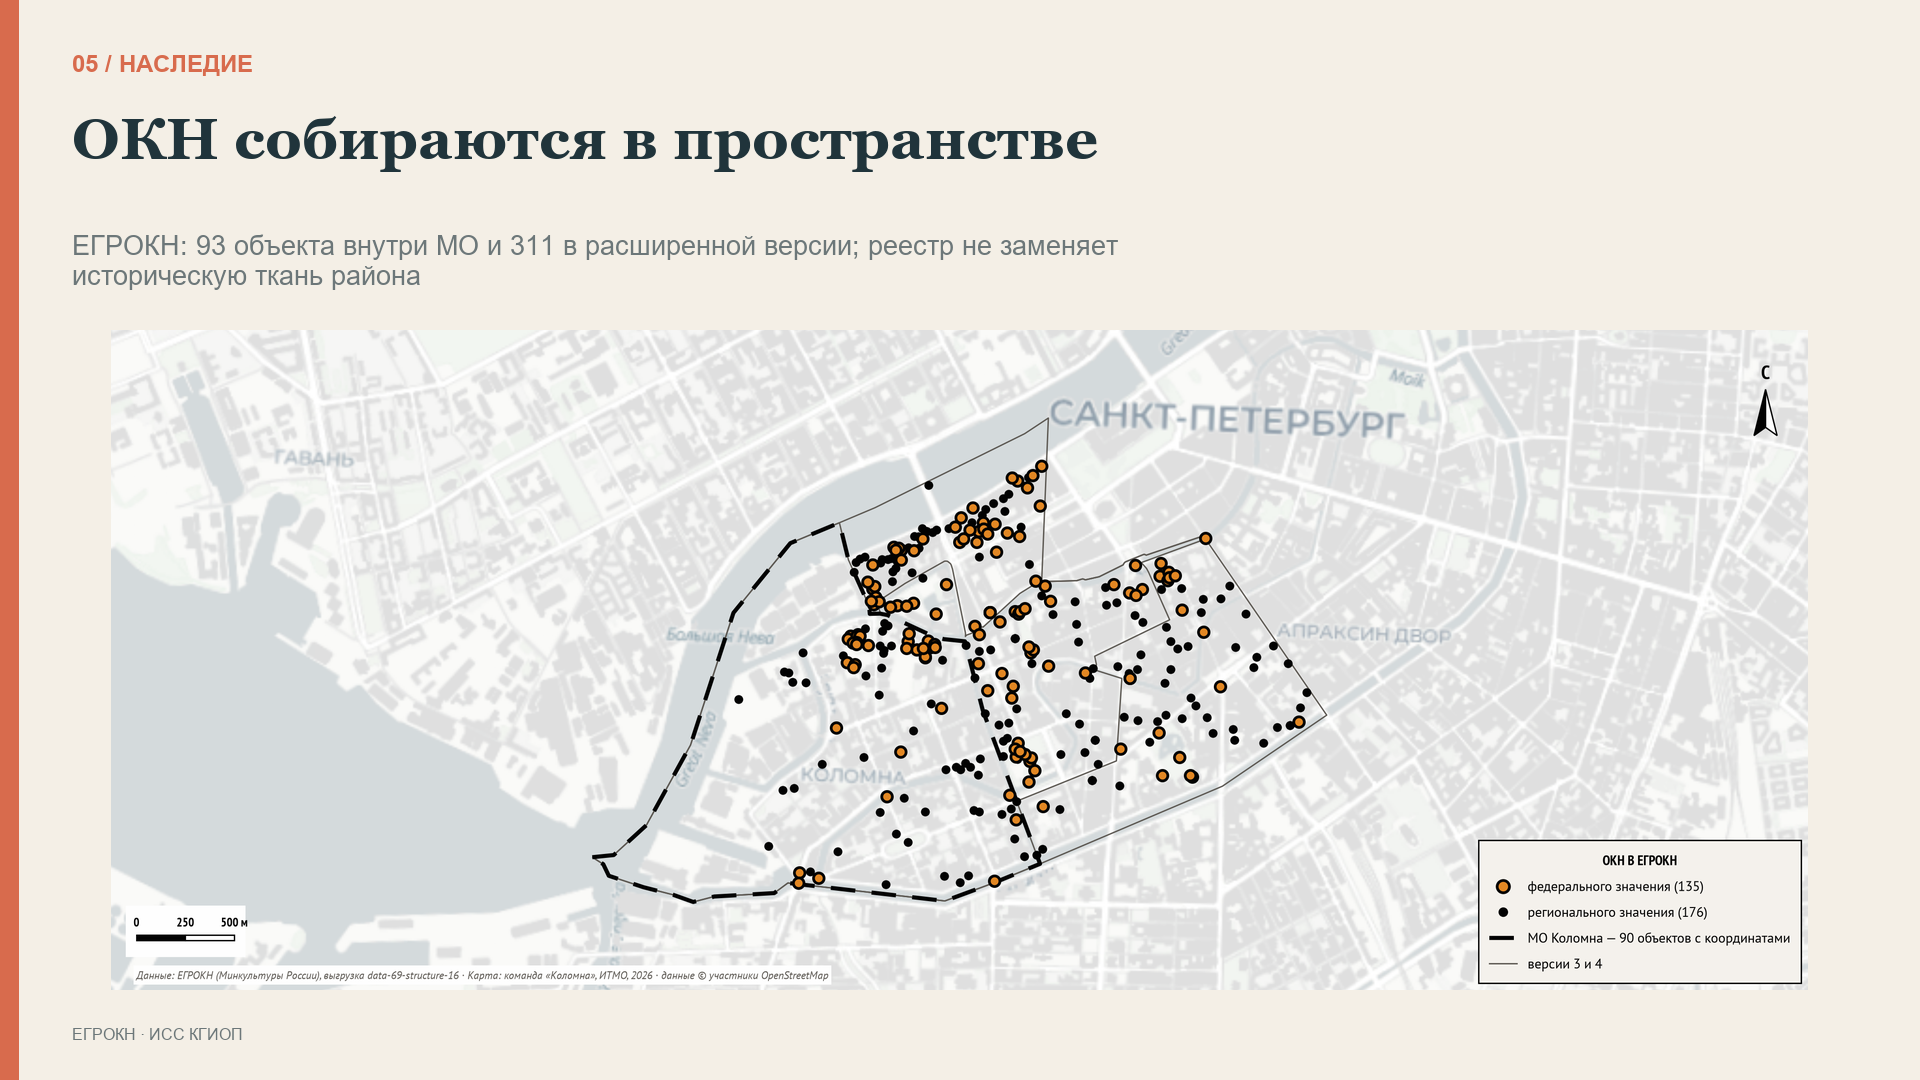 05 / НАСЛЕДИЕ
ОКН собираются в пространстве
ЕГРОКН: 93 объекта внутри МО и 311 в расширенной версии; реестр не заменяет
историческую ткань района
САНКТ-ПЕТЕРБУРГ
Moik
С
ГАВАНЬ
Большая Нева
АПРАКСИН ДВОР
Great Neva
КОЛОМНА
ОКН В ЕГРОКН
федерального значения (135)
регионального значения (176)
МО Коломна — 90 объектов с координатами
версии 3 и 4
0 250 500 м
Данные: ЕГРОКН (Минкультуры России), выгрузка data-69-structure-16 · Карта: команда «Коломна», ИТМО, 2026 · данные © участники OpenStreetMap
ЕГРОКН · ИСС КГИОП